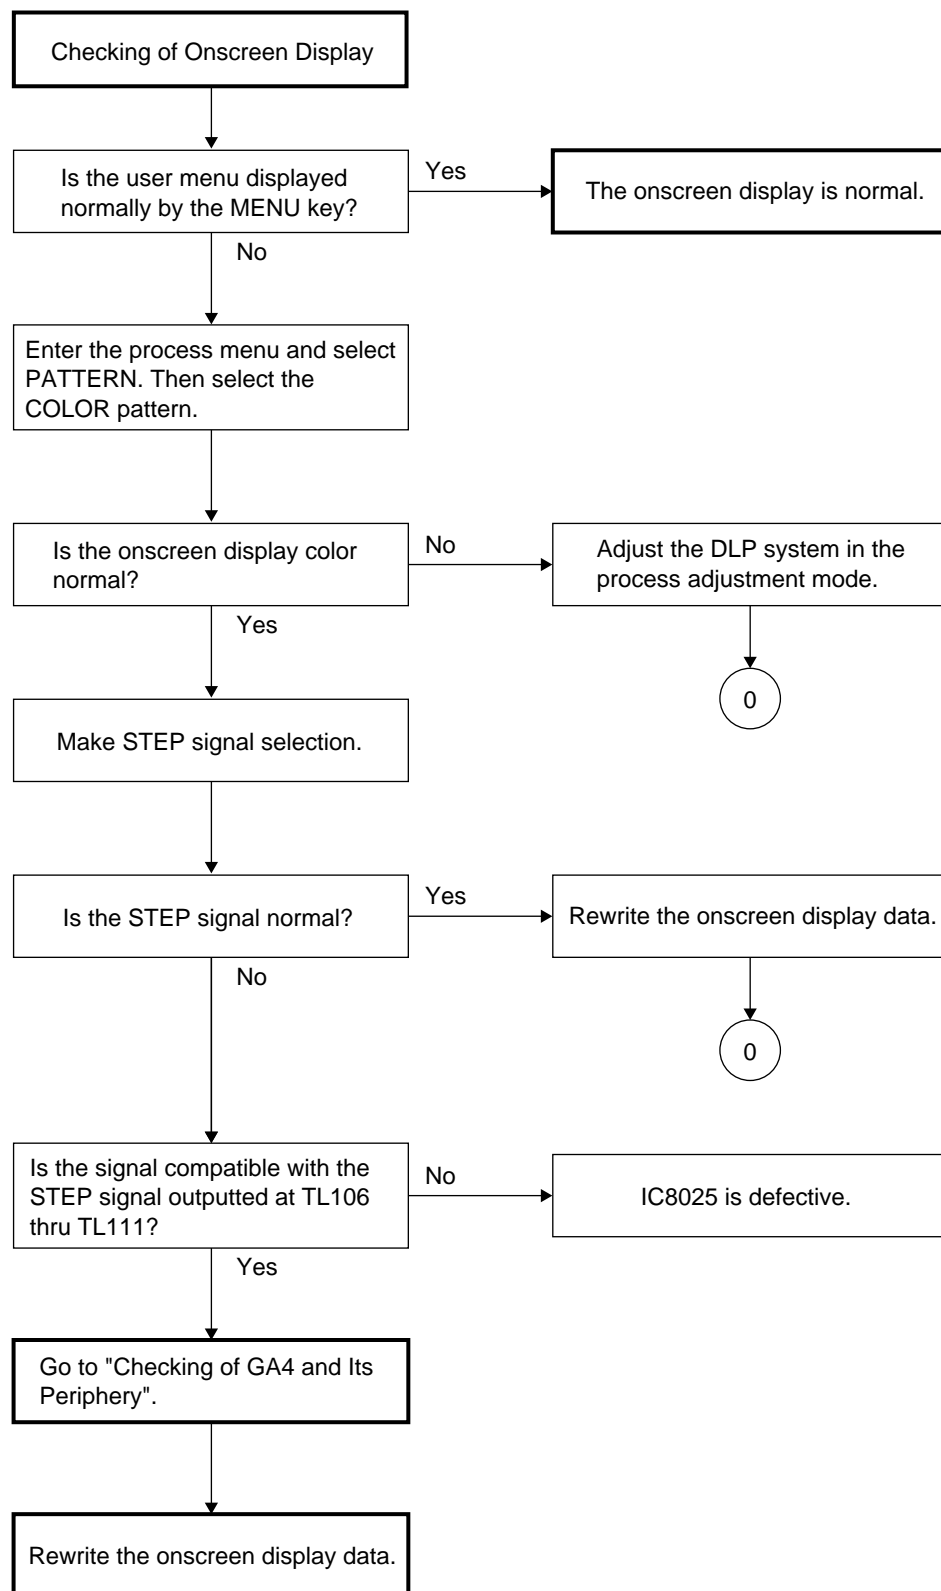 Checking of Onscreen Display
Is the user menu displayed
normally by the MENU key?
Yes
The onscreen display is normal.
No
Enter the process menu and select
PATTERN. Then select the
COLOR pattern.
Is the onscreen display color
normal?
No
Adjust the DLP system in the
process adjustment mode.
Yes
0
Make STEP signal selection.
Is the STEP signal normal?
Yes
Rewrite the onscreen display data.
No
0
Is the signal compatible with the
STEP signal outputted at TL106
thru TL111?
No
IC8025 is defective.
Yes
Go to "Checking of GA4 and Its
Periphery".
Rewrite the onscreen display data.